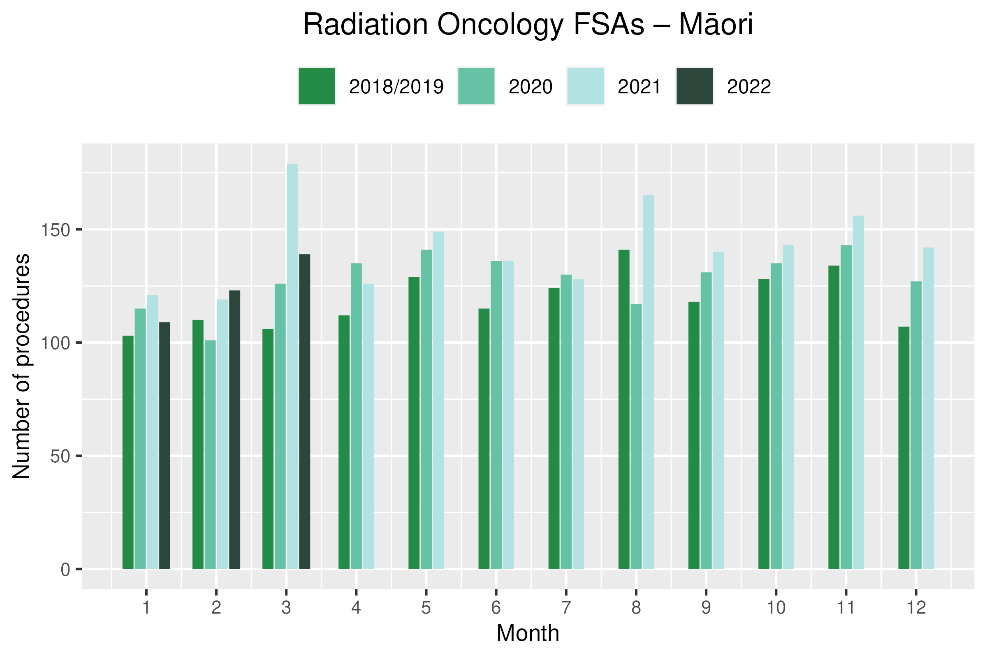 Radiation Oncology FSAs – Māori
2018/2019 2020 2021 2022
Number of procedures
150
100
50
0
1 2 3 4 5 6 7 8 9 10 11 12
Month